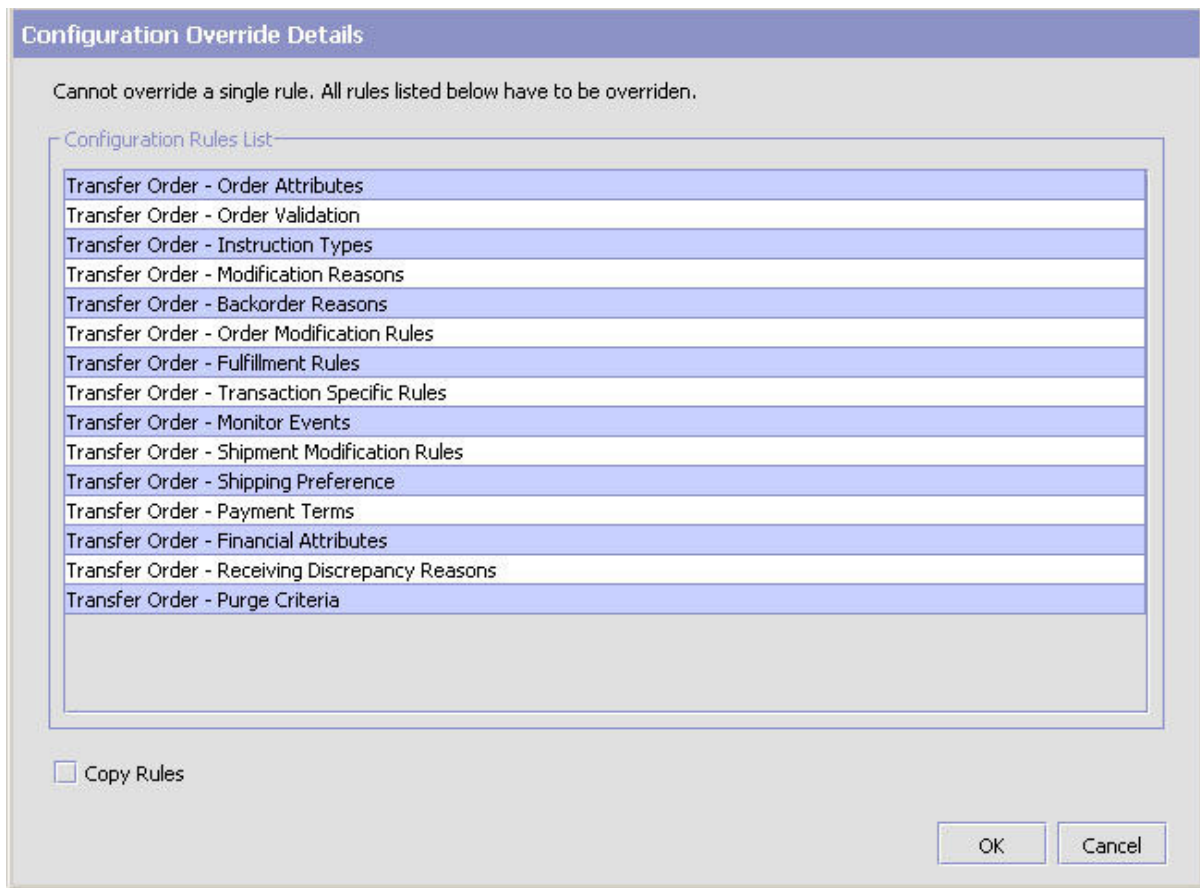 Configuration Override Details
Cannot override a single rule. All rules listed below have to be overriden.
Configuration Rules List
Transfer Order - Order Attributes
Transfer Order - Order Validation
Transfer Order - Instruction Types
Transfer Order - Modification Reasons
Transfer Order - Backorder Reasons
Transfer Order - Order Modification Rules
Transfer Order - Fulfillment Rules
Transfer Order - Transaction Specific Rules
Transfer Order - Monitor Events
Transfer Order - Shipment Modification Rules
Transfer Order - Shipping Preference
Transfer Order - Payment Terms
Transfer Order - Financial Attributes
Transfer Order - Receiving Discrepancy Reasons
Transfer Order - Purge Criteria
Copy Rules
OK Cancel